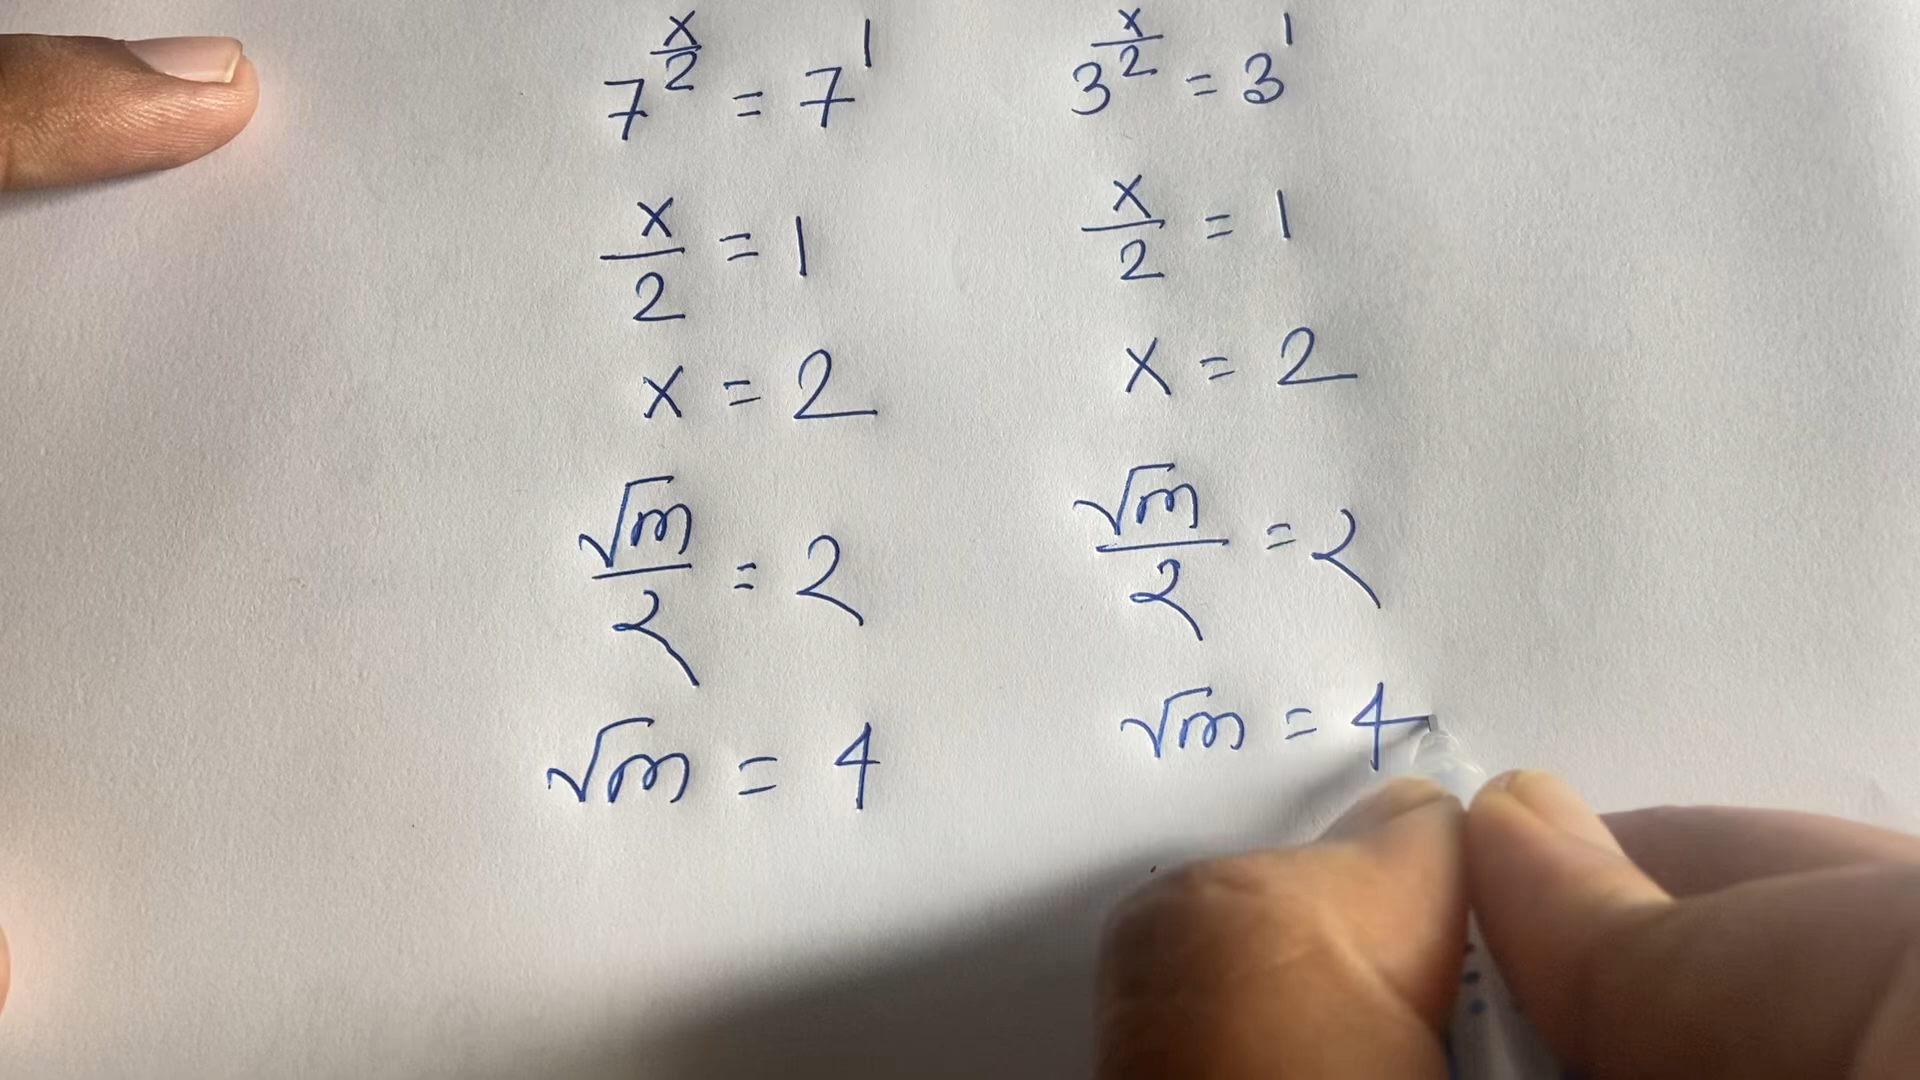 7^{x/2} = 7^1
x/2 = 1
x = 2
√m/2 = 2
√m = 4
3^{x/2} = 3^1
x/2 = 1
x = 2
√m/2 = 2
√m = 4